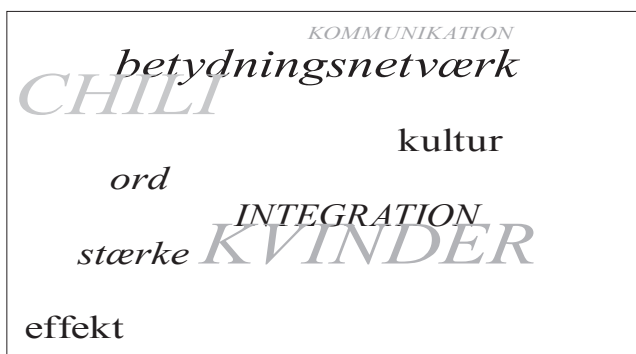 KOMMUNIKATION
betydningsnetværk
CHILI
kultur
ord
INTEGRATION
stærke KVINDER
effekt